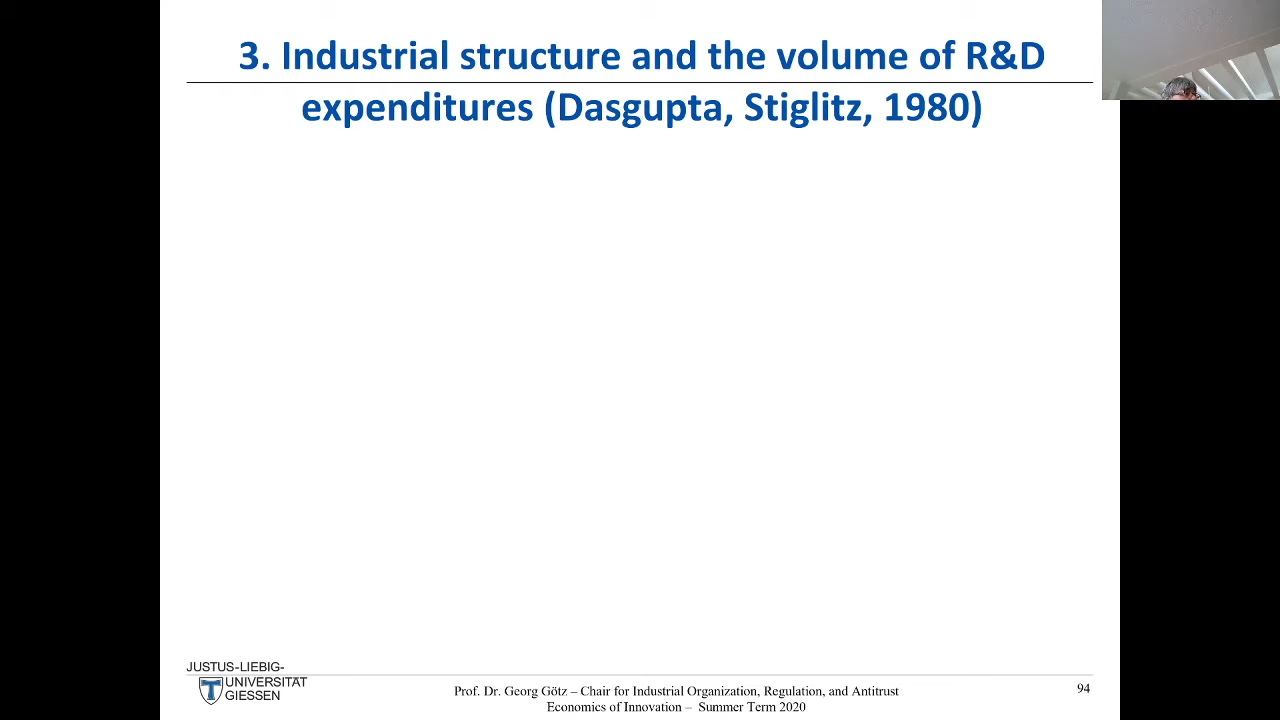 3. Industrial structure and the volume of R&D
expenditures (Dasgupta, Stiglitz, 1980)
JUSTUS-LIEBIG-
UNIVERSITÄT
GIESSEN
Prof. Dr. Georg Götz – Chair for Industrial Organization, Regulation, and Antitrust
Economics of Innovation – Summer Term 2020
94